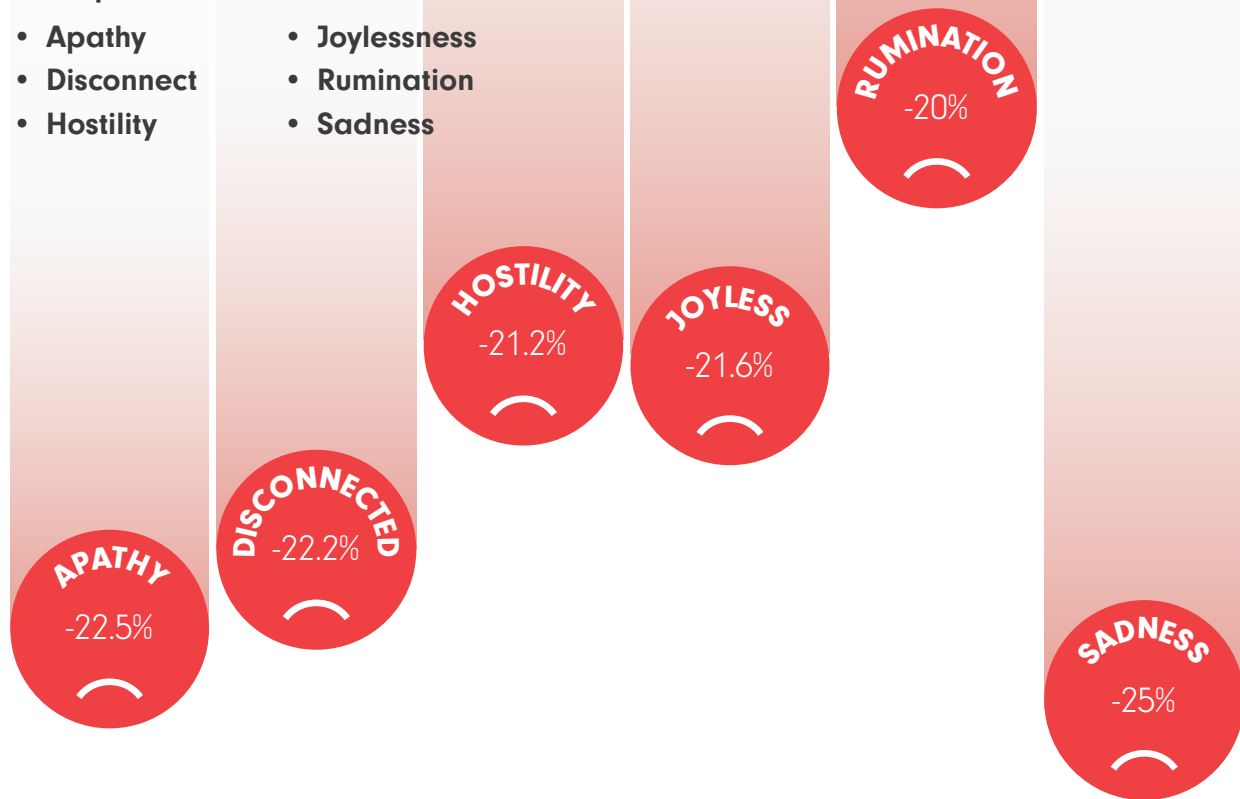 • Apathy
• Disconnect
• Hostility
• Joylessness
• Rumination
• Sadness
RUMINATION
-20%
HOSTILITY
-21.2%
JOYLESS
-21.6%
DISCONNECTED
-22.2%
APATHY
-22.5%
SADNESS
-25%